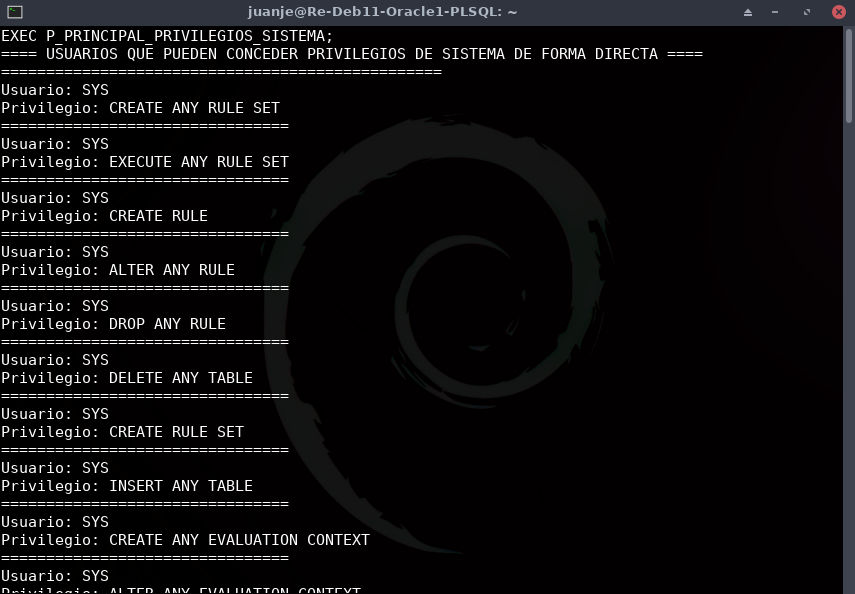 juanje@Re-Deb11-Oracle1-PLSQL: ~
EXEC P_PRINCIPAL_PRIVILEGIOS_SISTEMA;
==== USUARIOS QUE PUEDEN CONCEDER PRIVILEGIOS DE SISTEMA DE FORMA DIRECTA ====
=================================================
Usuario: SYS
Privilegio: CREATE ANY RULE SET
================================
Usuario: SYS
Privilegio: EXECUTE ANY RULE SET
================================
Usuario: SYS
Privilegio: CREATE RULE
================================
Usuario: SYS
Privilegio: ALTER ANY RULE
================================
Usuario: SYS
Privilegio: DROP ANY RULE
================================
Usuario: SYS
Privilegio: DELETE ANY TABLE
================================
Usuario: SYS
Privilegio: CREATE RULE SET
================================
Usuario: SYS
Privilegio: INSERT ANY TABLE
================================
Usuario: SYS
Privilegio: CREATE ANY EVALUATION CONTEXT
================================
Usuario: SYS
Privilegio: ALTER ANY EVALUATION CONTEXT